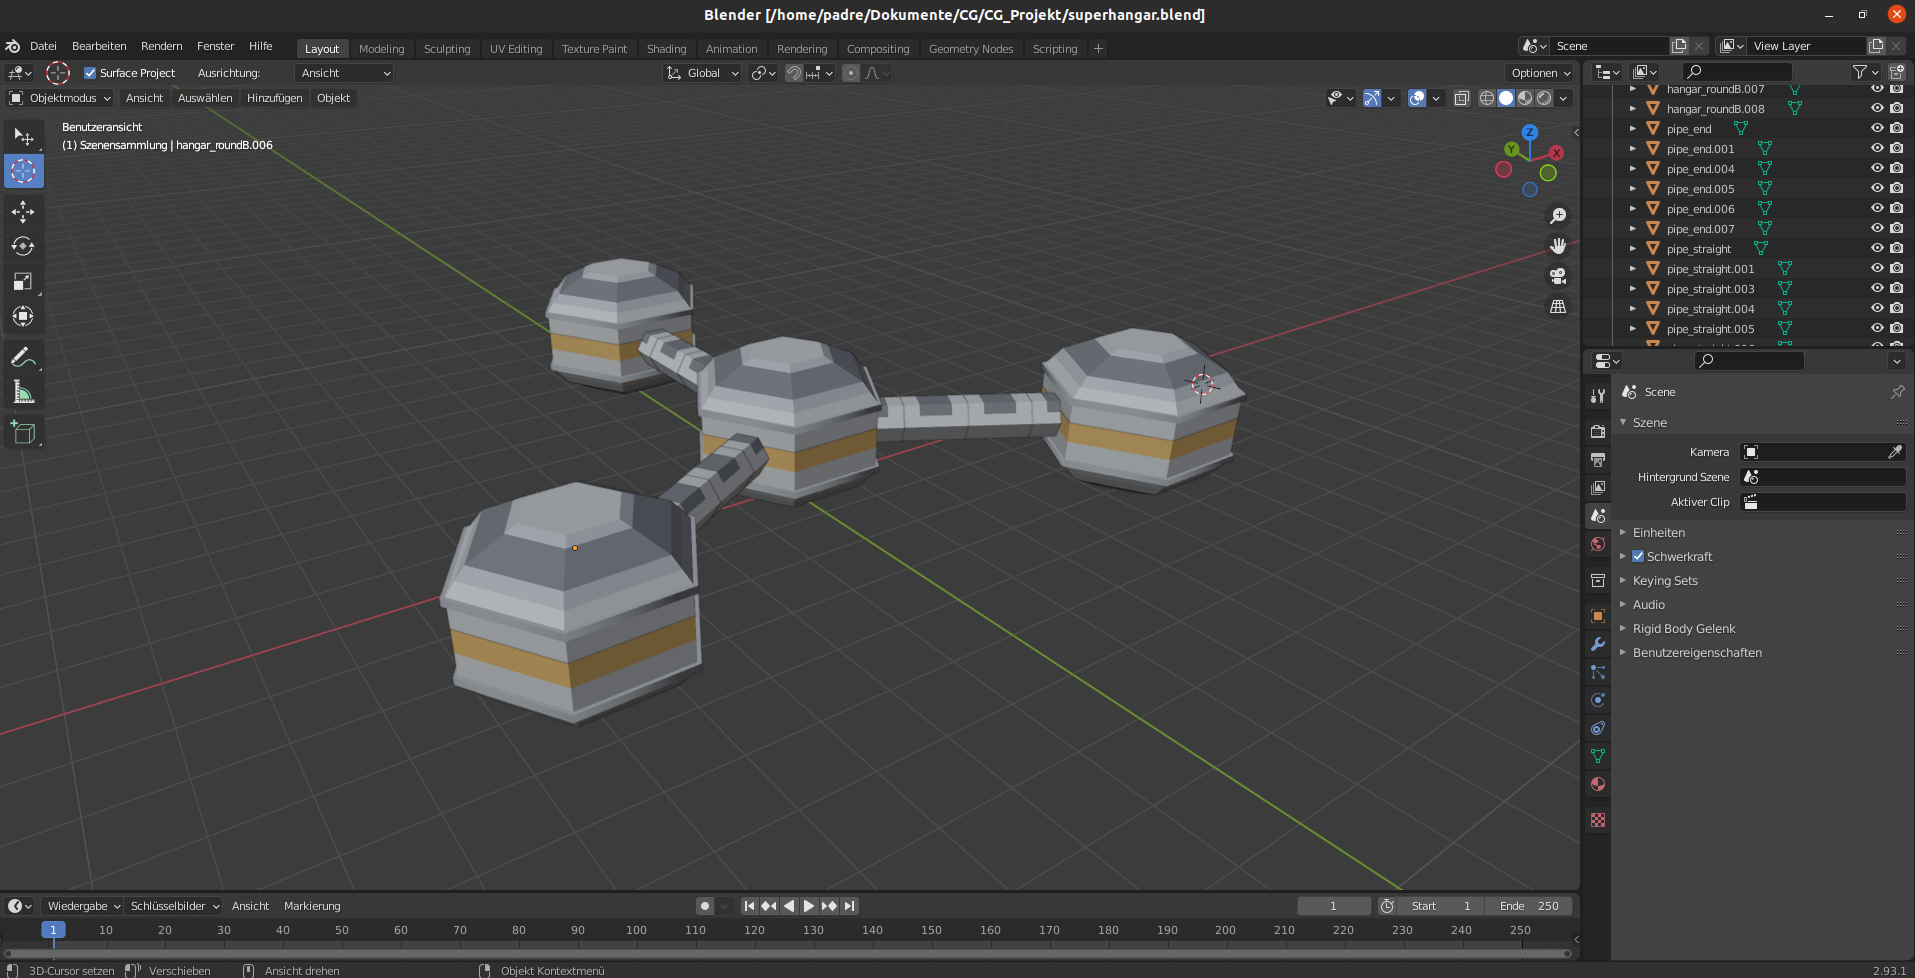 Blender [/home/padre/Dokumente/CG/CG_Projekt/superhangar.blend]
Datei Bearbeiten Rendern Fenster Hilfe Layout Modeling Sculpting UV Editing Texture Paint Shading Animation Rendering Compositing Geometry Nodes Scripting + Scene View Layer
Surface Project Ausrichtung: Ansicht Global Optionen
Objektmodus Ansicht Auswählen Hinzufügen Objekt
Benutzeransicht
(1) Szenensammlung | hangar_roundB.006
Z
Y X
hangar_roundB.007
hangar_roundB.008
pipe_end
pipe_end.001
pipe_end.004
pipe_end.005
pipe_end.006
pipe_end.007
pipe_straight
pipe_straight.001
pipe_straight.003
pipe_straight.004
pipe_straight.005
Scene
Szene
Kamera
Hintergrund Szene
Aktiver Clip
Einheiten
Schwerkraft
Keying Sets
Audio
Rigid Body Gelenk
Benutzereigenschaften
Wiedergabe Schlüsselbilder Ansicht Markierung 1 Start 1 Ende 250
1 10 20 30 40 50 60 70 80 90 100 110 120 130 140 150 160 170 180 190 200 210 220 230 240 250
3D-Cursor setzen Verschieben Ansicht drehen Objekt Kontextmenü 2.93.1